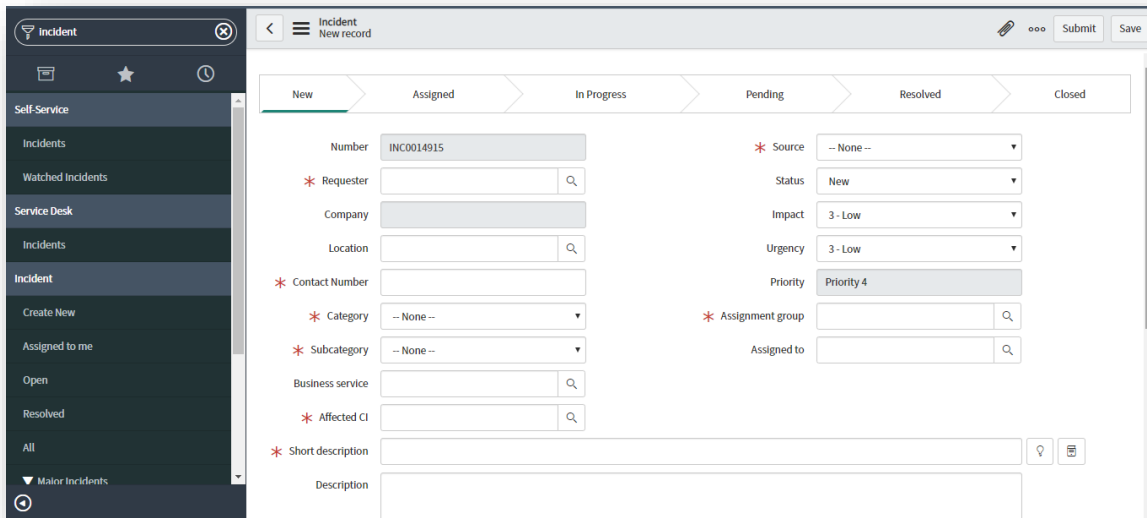 Incident
Self-Service
Incidents
Watched Incidents
Service Desk
Incidents
Incident
Create New
Assigned to me
Open
Resolved
All
Major Incidents
Incident
New record
Submit
Save
New
Assigned
In Progress
Pending
Resolved
Closed
Number
INC0014915
Requester
Company
Location
Contact Number
Category
-- None --
Subcategory
-- None --
Business service
Affected CI
Source
-- None --
Status
New
Impact
3 - Low
Urgency
3 - Low
Priority
Priority 4
Assignment group
Assigned to
Short description
Description